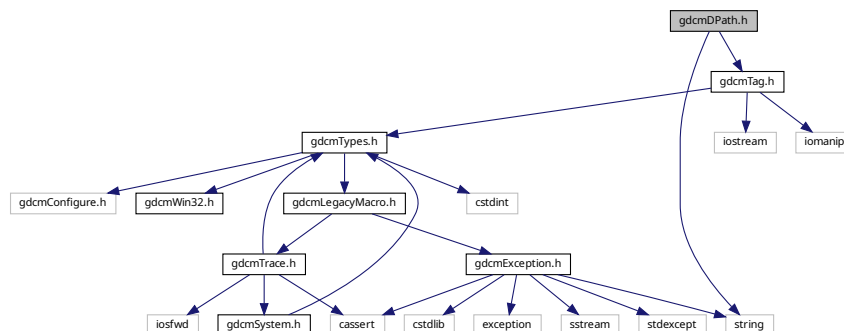 gdcmDPath.h
gdcmTag.h
gdcmTypes.h
iostream
iomanip
gdcmConfigure.h
gdcmWin32.h
gdcmLegacyMacro.h
cstdint
gdcmTrace.h
gdcmException.h
iosfwd
gdcmSystem.h
cassert
cstdlib
exception
sstream
stdexcept
string